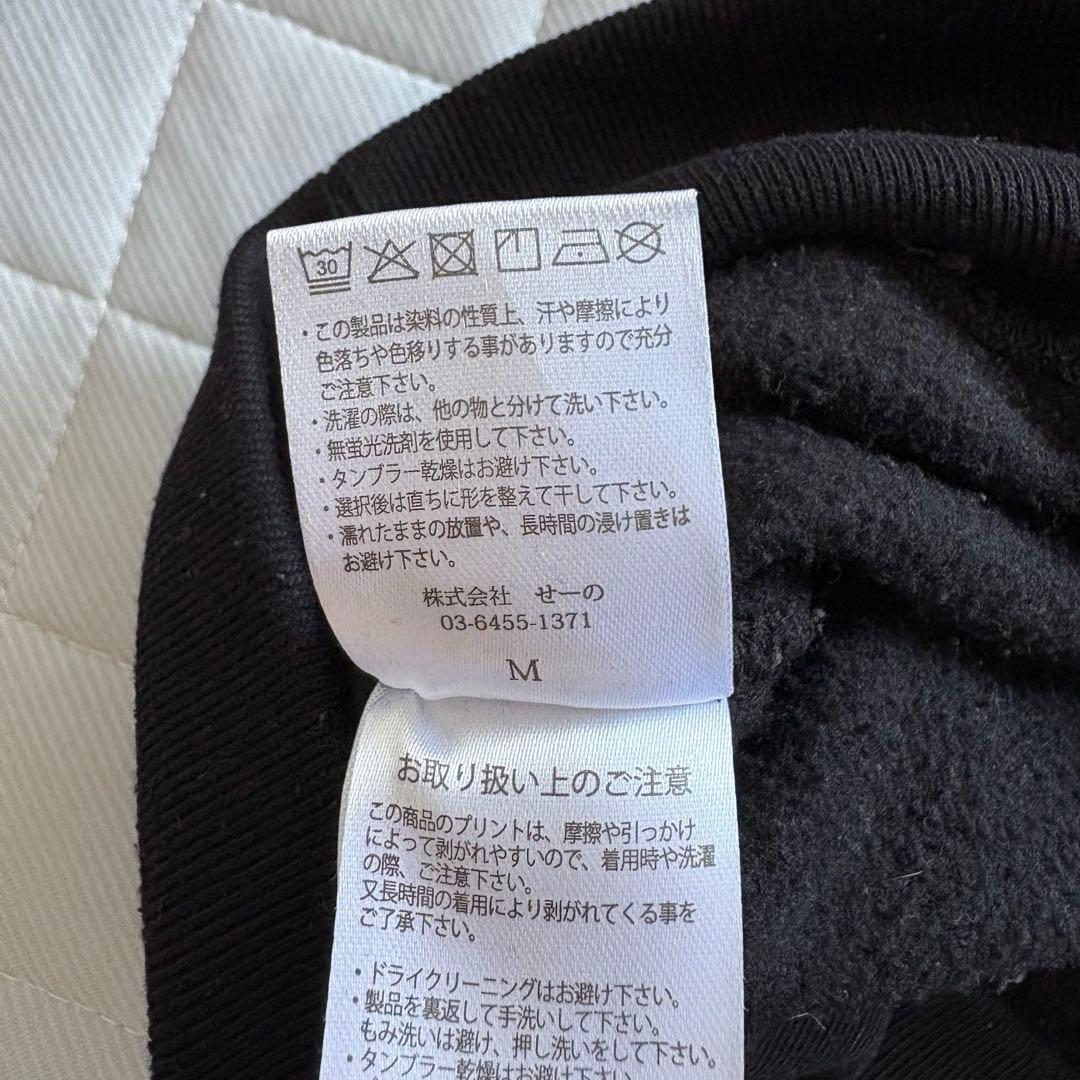 30
・この製品は染料の性質上、汗や摩擦により
色落ちや色移りする事がありますので充分
ご注意下さい。
・洗濯の際は、他の物と分けて洗い下さい。
・無蛍光洗剤を使用して下さい。
・タンブラー乾燥はお避け下さい。
・選択後は直ちに形を整えて干して下さい。
・濡れたままの放置や、長時間の浸け置きは
お避け下さい。
株式会社 せーの
03-6455-1371
M
お取り扱い上のご注意
この商品のプリントは、摩擦や引っかけ
によって剥がれやすいので、着用時や洗濯
の際、ご注意下さい。
又長時間の着用により剥がれてくる事を
ご了承下さい。
・ドライクリーニングはお避け下さい。
・製品を裏返して手洗いして下さい。
もみ洗いは避け、押し洗いをして下さい。
・タンブラー乾燥はお避け下さい